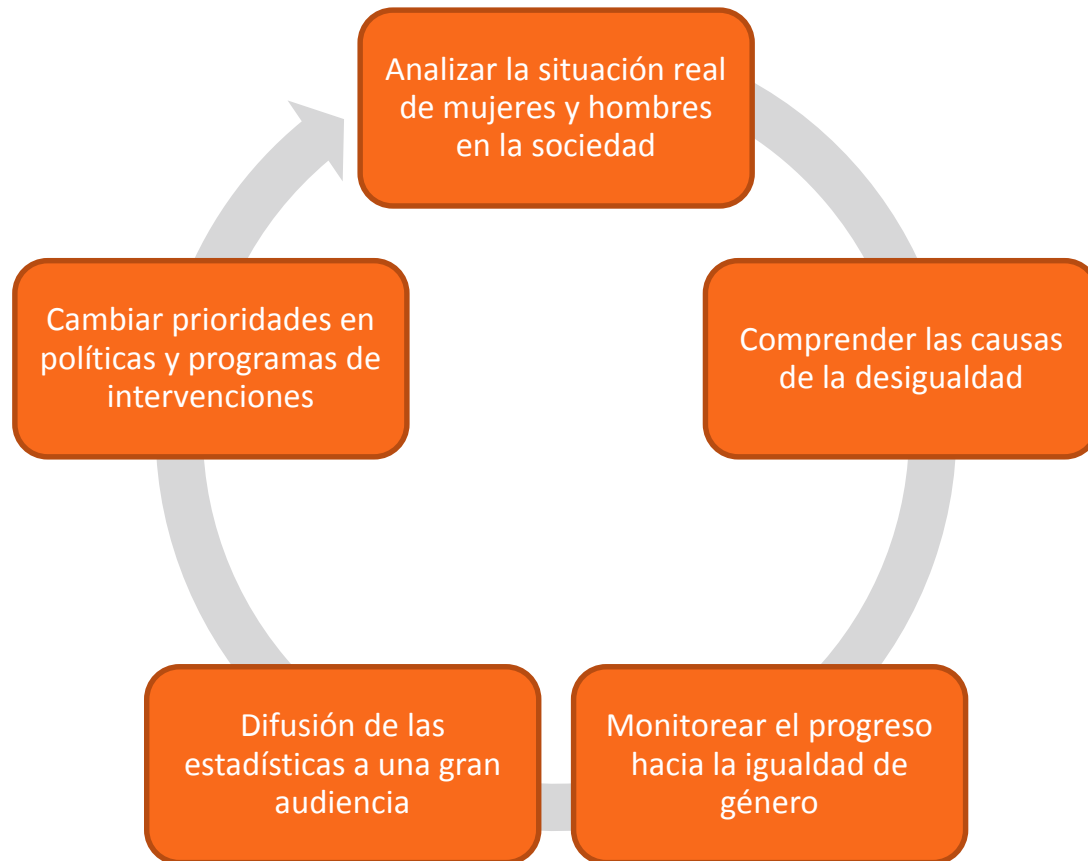 Analizar la situación real
de mujeres y hombres
en la sociedad
Comprender las causas
de la desigualdad
Monitorear el progreso
hacia la igualdad de
género
Difusión de las
estadísticas a una gran
audiencia
Cambiar prioridades en
políticas y programas de
intervenciones